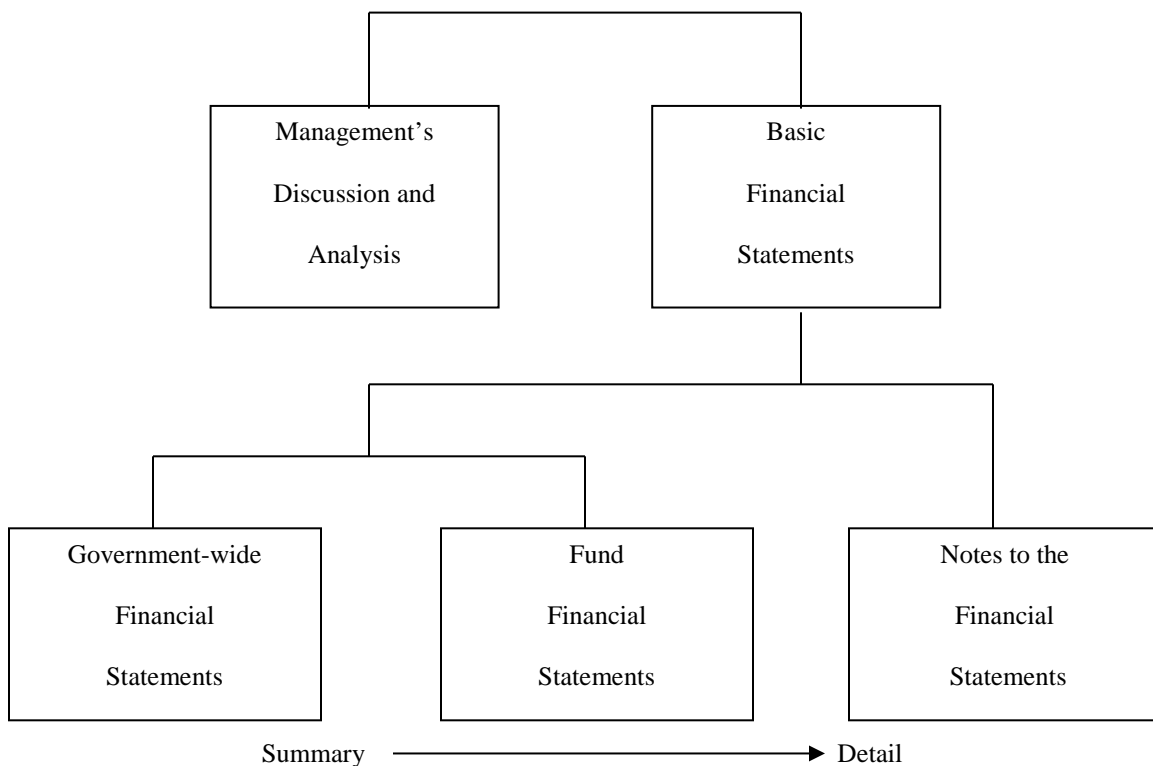 Management’s
Discussion and
Analysis
Basic
Financial
Statements
Government-wide
Financial
Statements
Fund
Financial
Statements
Notes to the
Financial
Statements
Summary
Detail